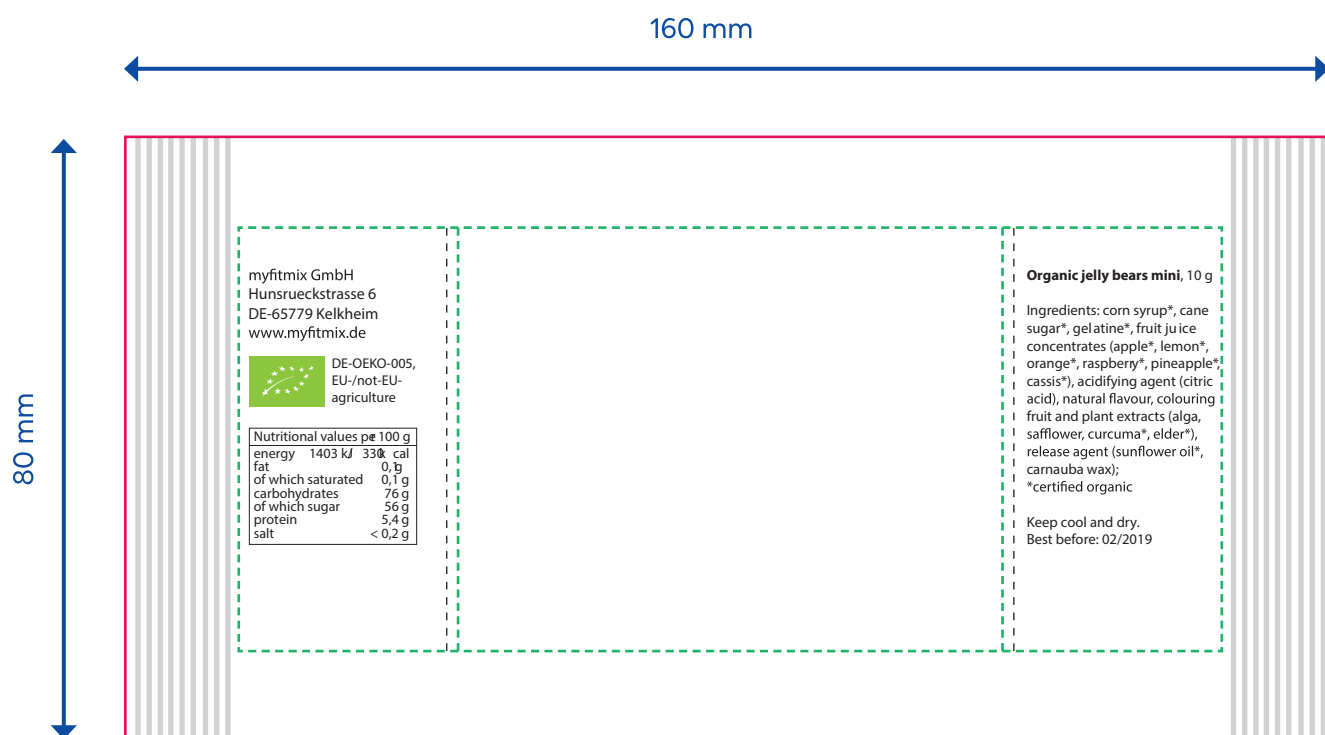 160 mm
80 mm
myfitmix GmbH
Hunsrueckstrasse 6
DE-65779 Kelkheim
www.myfitmix.de
DE-OEKO-005,
EU-/not-EU-
agriculture
Nutritional values per 100 g
energy 1403 kJ 330 kcal
fat 0,1g
of which saturated 0,1 g
carbohydrates 76 g
of which sugar 56 g
protein 5,4 g
salt < 0,2 g
Organic jelly bears mini, 10 g
Ingredients: corn syrup*, cane
sugar*, gelatine*, fruit juice
concentrates (apple*, lemon*,
orange*, raspberry*, pineapple*,
cassis*), acidifying agent (citric
acid), natural flavour, colouring
fruit and plant extracts (alga,
safflower, curcuma*, elder*),
release agent (sunflower oil*,
carnauba wax);
*certified organic
Keep cool and dry.
Best before: 02/2019